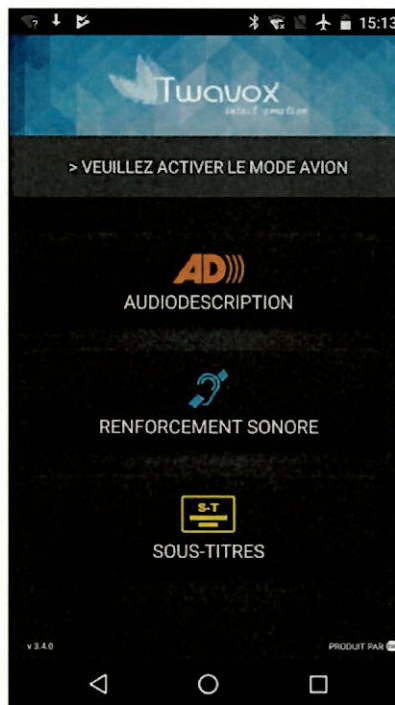 15:13
Twavox
intact emotion
> VEUILLEZ ACTIVER LE MODE AVION
AD)))
AUDIODESCRIPTION
RENFORCEMENT SONORE
S-T
SOUS-TITRES
v 3.4.0
PRODUIT PAR